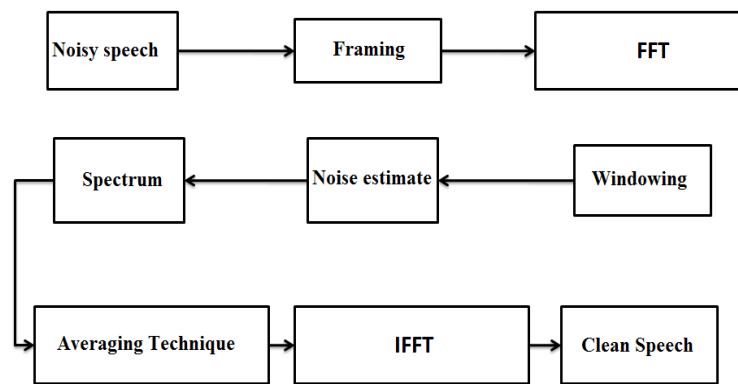 Noisy speech
Framing
FFT
Spectrum
Noise estimate
Windowing
Averaging Technique
IFFT
Clean Speech